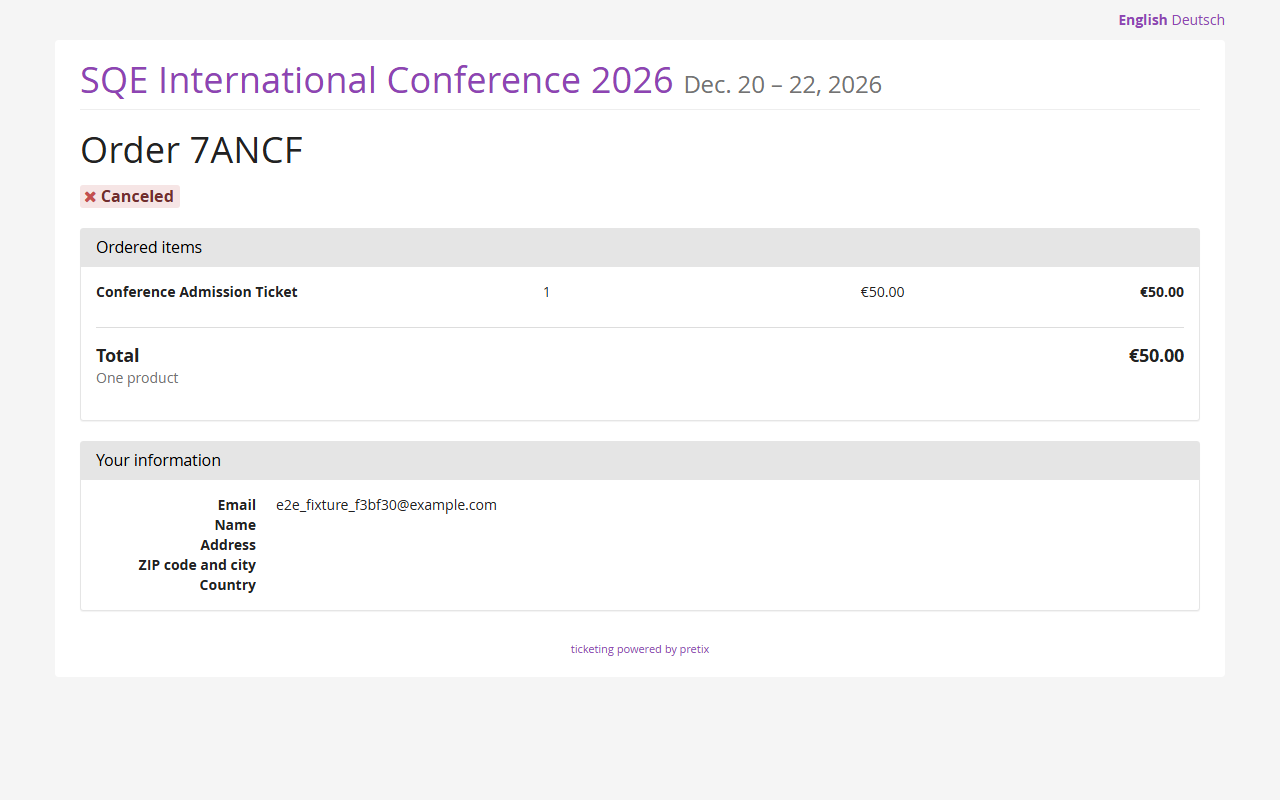 English Deutsch
SQE International Conference 2026 Dec. 20 – 22, 2026
Order 7ANCF
Canceled
Ordered items
Conference Admission Ticket 1 €50.00 €50.00
Total €50.00
One product
Your information
Email e2e_fixture_f3bf30@example.com
Name
Address
ZIP code and city
Country
ticketing powered by pretix